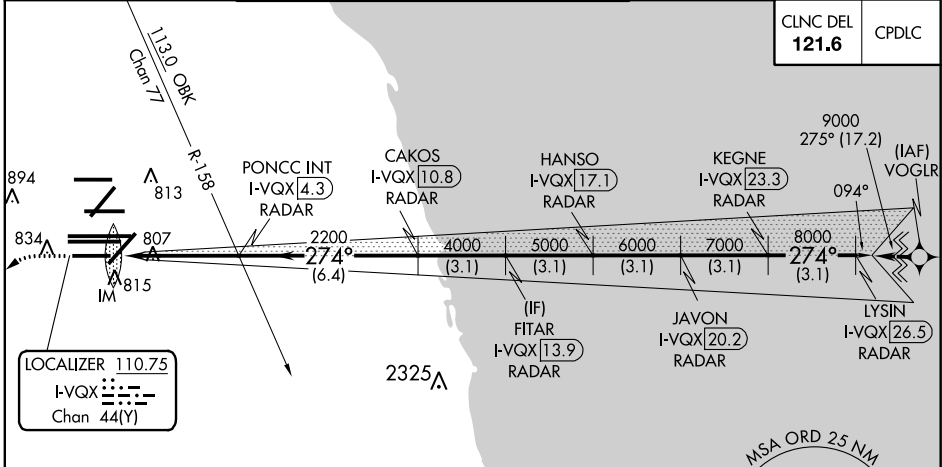 CLNC DEL
121.6
CPDLC
113.0 OBK
Chan 77
R-158
9000
275° (17.2)
(IAF)
VOGLR
094°
PONCC INT
I-VQX 4.3
RADAR
CAKOS
I-VQX 10.8
RADAR
HANSO
I-VQX 17.1
RADAR
KEGNE
I-VQX 23.3
RADAR
894
813
834
807
815
IM
2200
274°
(6.4)
4000
(3.1)
5000
(3.1)
6000
(3.1)
7000
(3.1)
8000
274°
(3.1)
(IF)
FITAR
I-VQX 13.9
RADAR
JAVON
I-VQX 20.2
RADAR
LYSIN
I-VQX 26.5
RADAR
LOCALIZER 110.75
I-VQX
Chan 44(Y)
2325
MSA ORD 25 NM